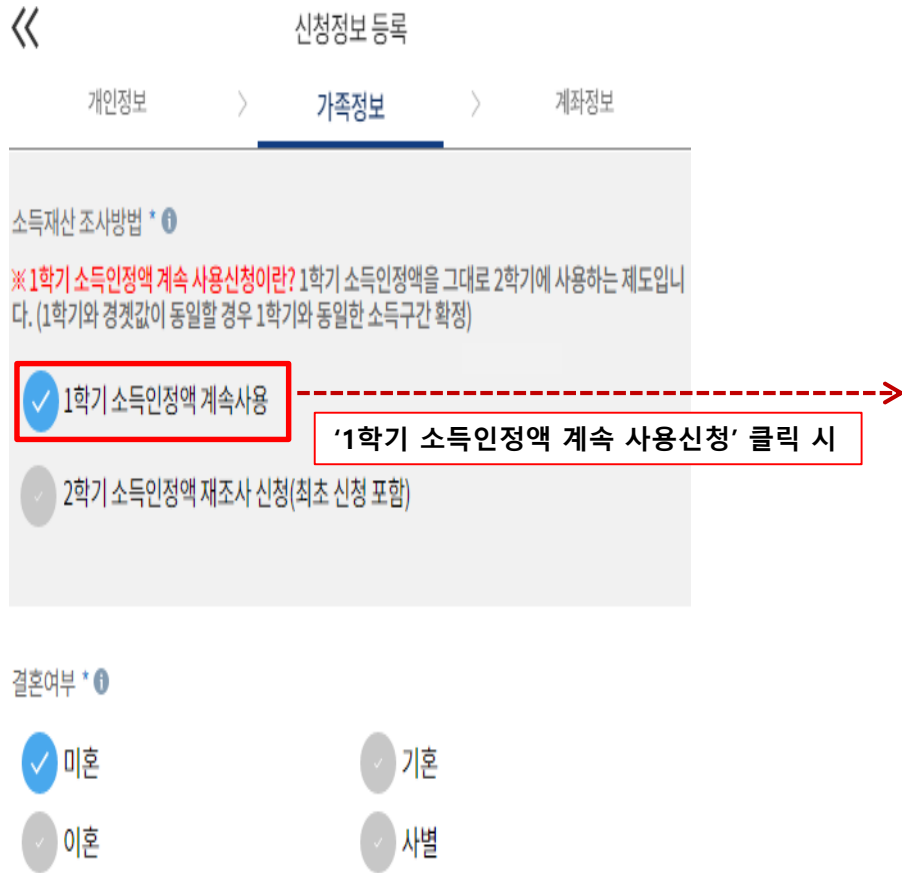 신청정보 등록
개인정보 > 가족정보 > 계좌정보
소득재산 조사방법 *
※ 1학기 소득인정액 계속 사용신청이란? 1학기 소득인정액을 그대로 2학기에 사용하는 제도입니
다. (1학기와 경곗값이 동일할 경우 1학기와 동일한 소득구간 확정)
1학기 소득인정액 계속사용
‘1학기 소득인정액 계속 사용신청’ 클릭 시
2학기 소득인정액 재조사 신청(최초 신청 포함)
결혼여부 *
미혼 기혼
이혼 사별